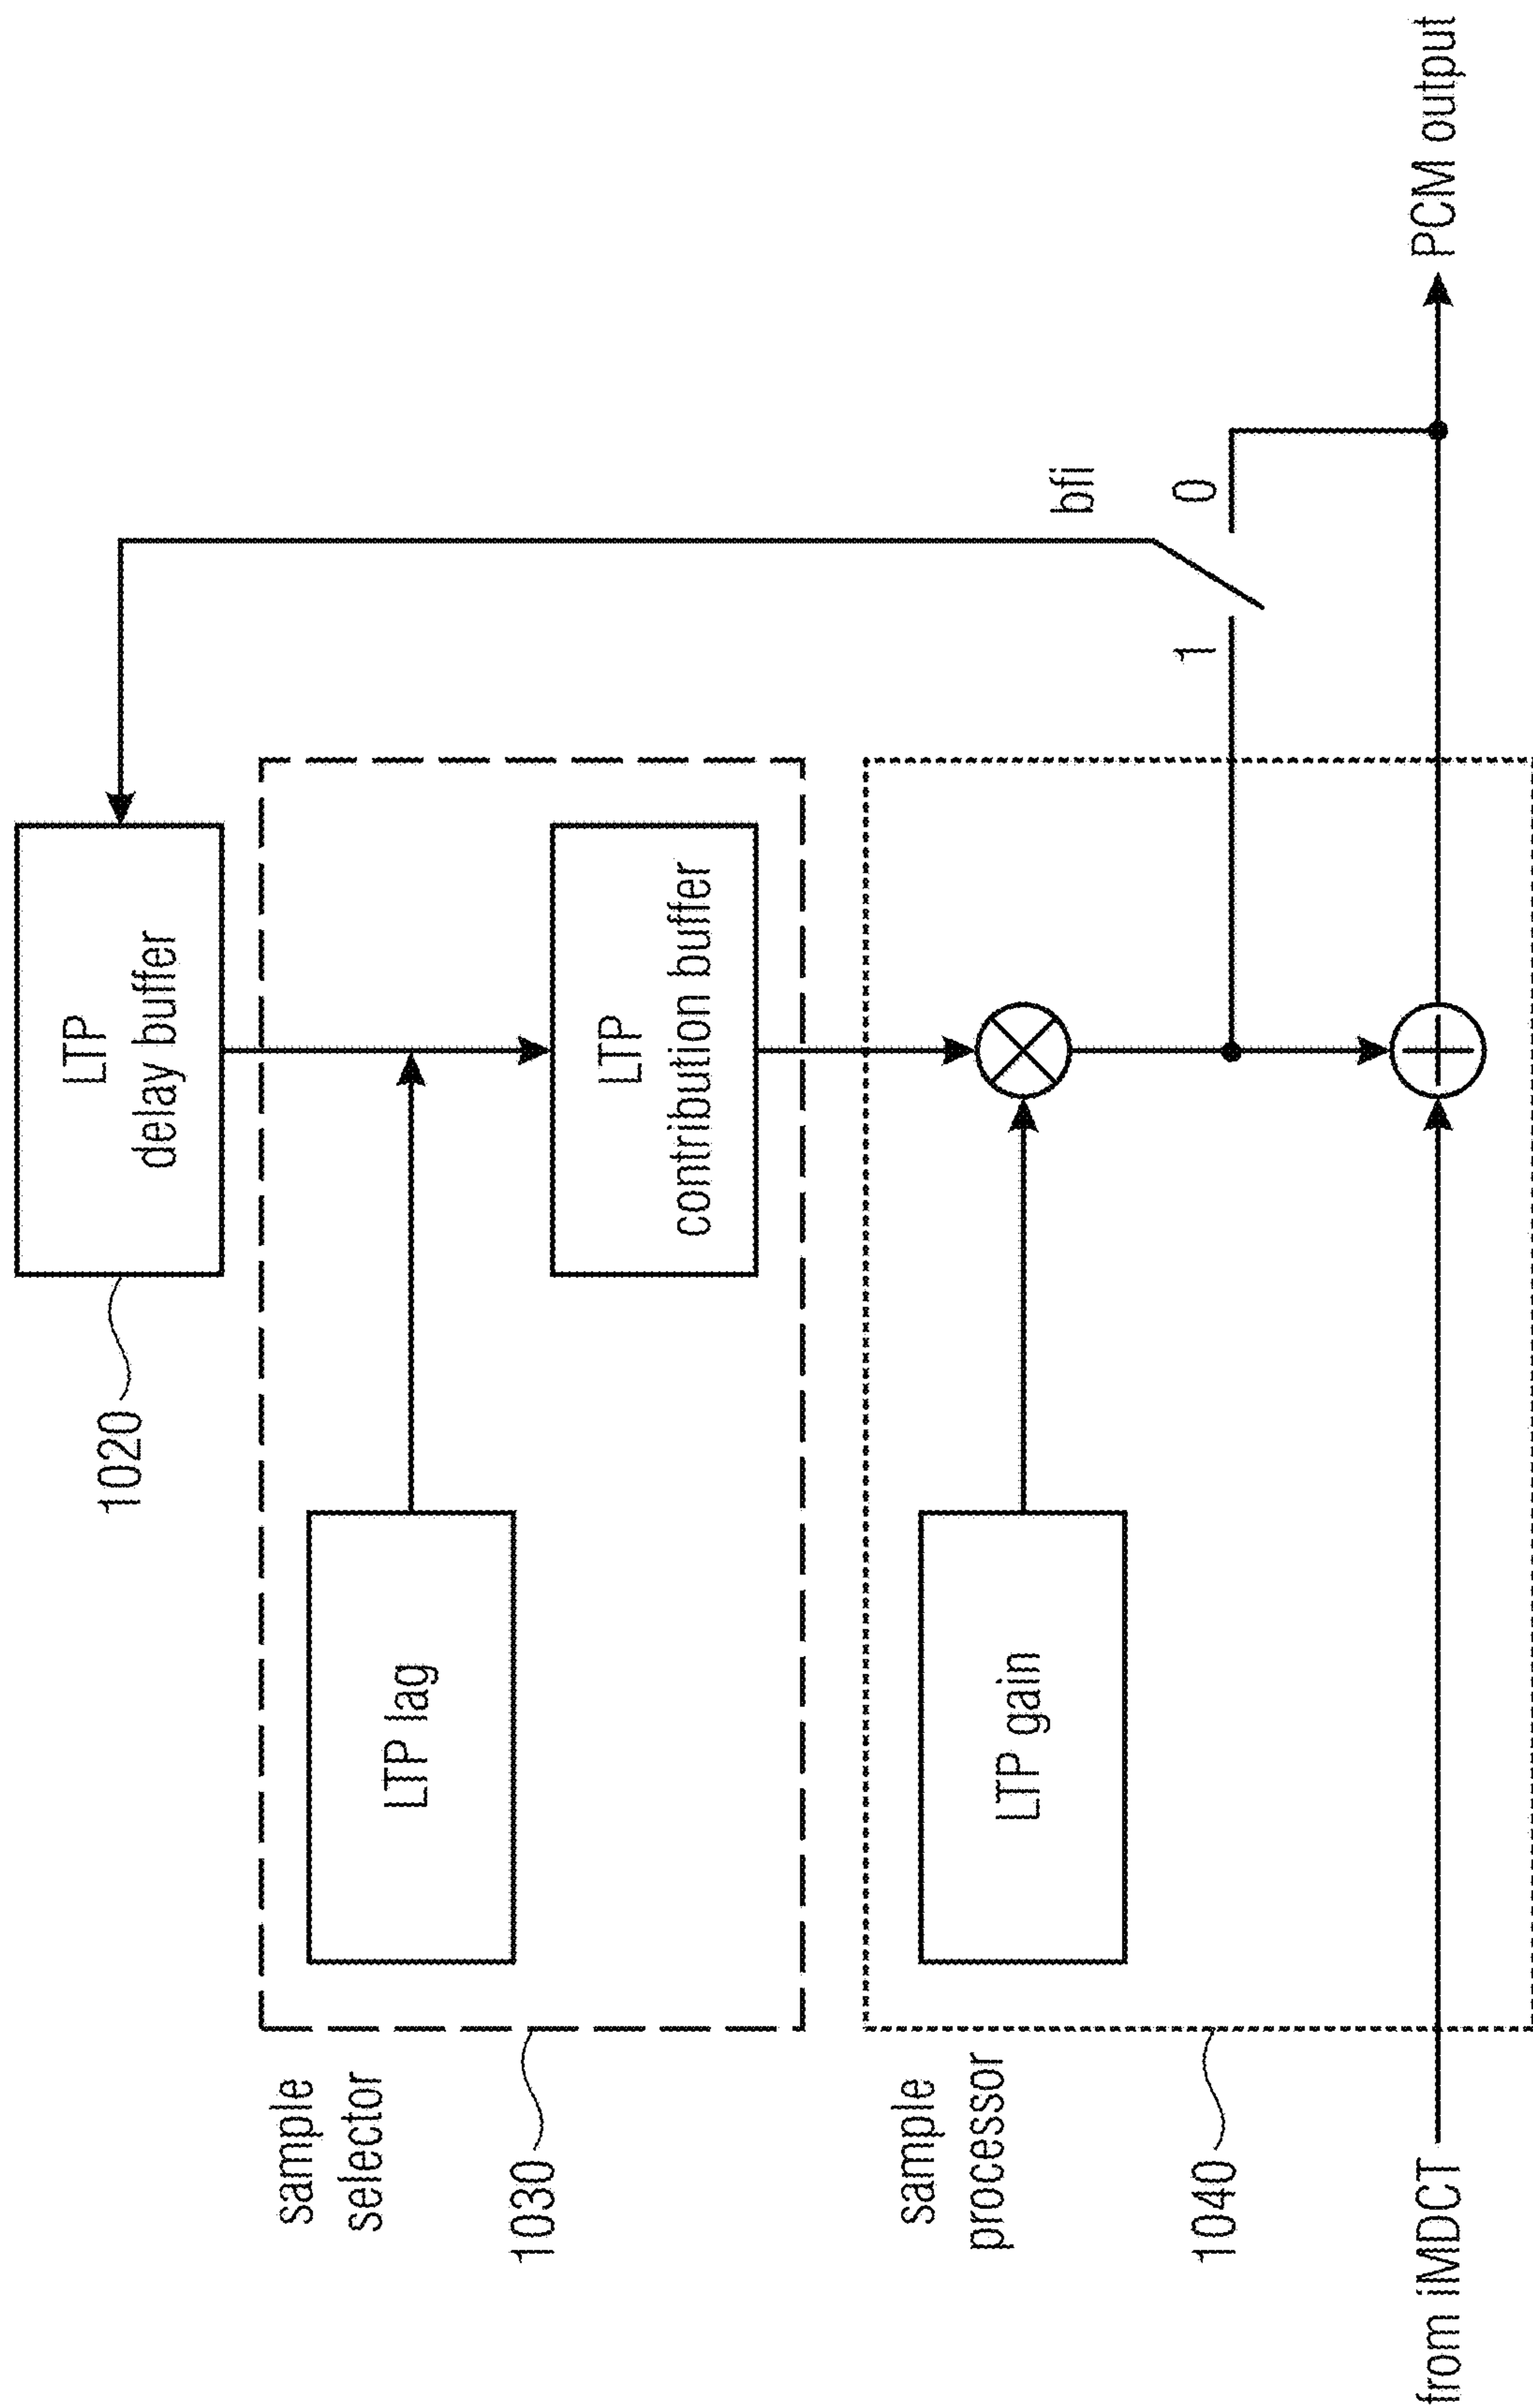 LTP
delay buffer
1020
sample
selector
1030
LTP lag
LTP
contribution buffer
bfi
1
0
sample
processor
1040
LTP gain
from iMDCT
PCM output